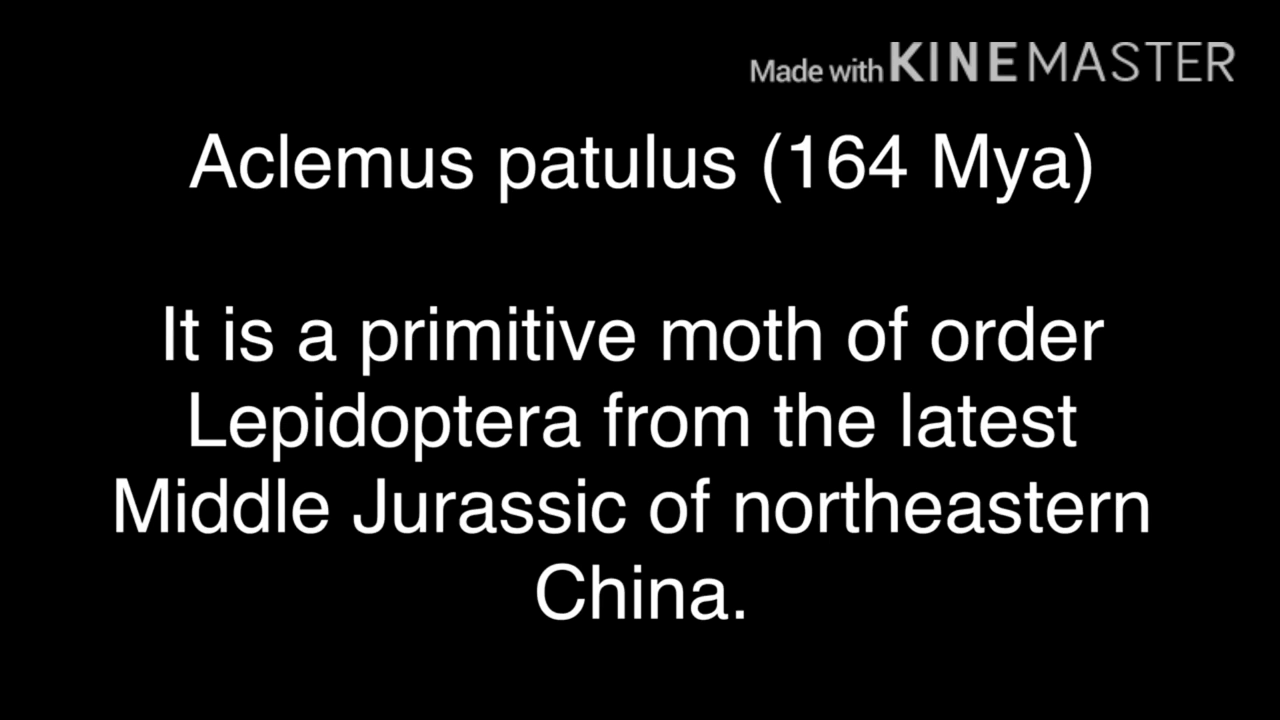 Made with KINEMASTER
Aclemus patulus (164 Mya)
It is a primitive moth of order
Lepidoptera from the latest
Middle Jurassic of northeastern
China.